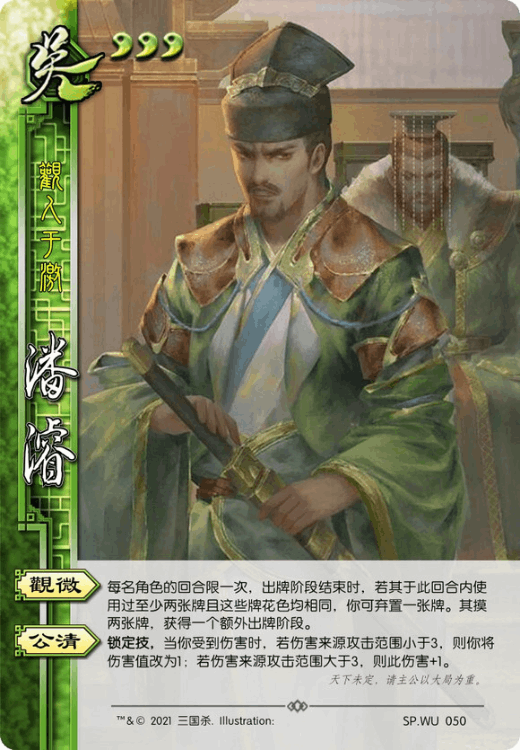 吴
觀人于微
潘濬
觀微
每名角色的回合限一次，出牌阶段结束时，若其于此回合内使
用过至少两张牌且这些牌花色均相同，你可弃置一张牌。其摸
两张牌，获得一个额外出牌阶段。
公清
锁定技，当你受到伤害时，若伤害来源攻击范围小于3，则你将
伤害值改为1；若伤害来源攻击范围大于3，则此伤害+1。
天下未定，请主公以大局为重。
™&© 2021 三国杀. Illustration:
SP.WU 050